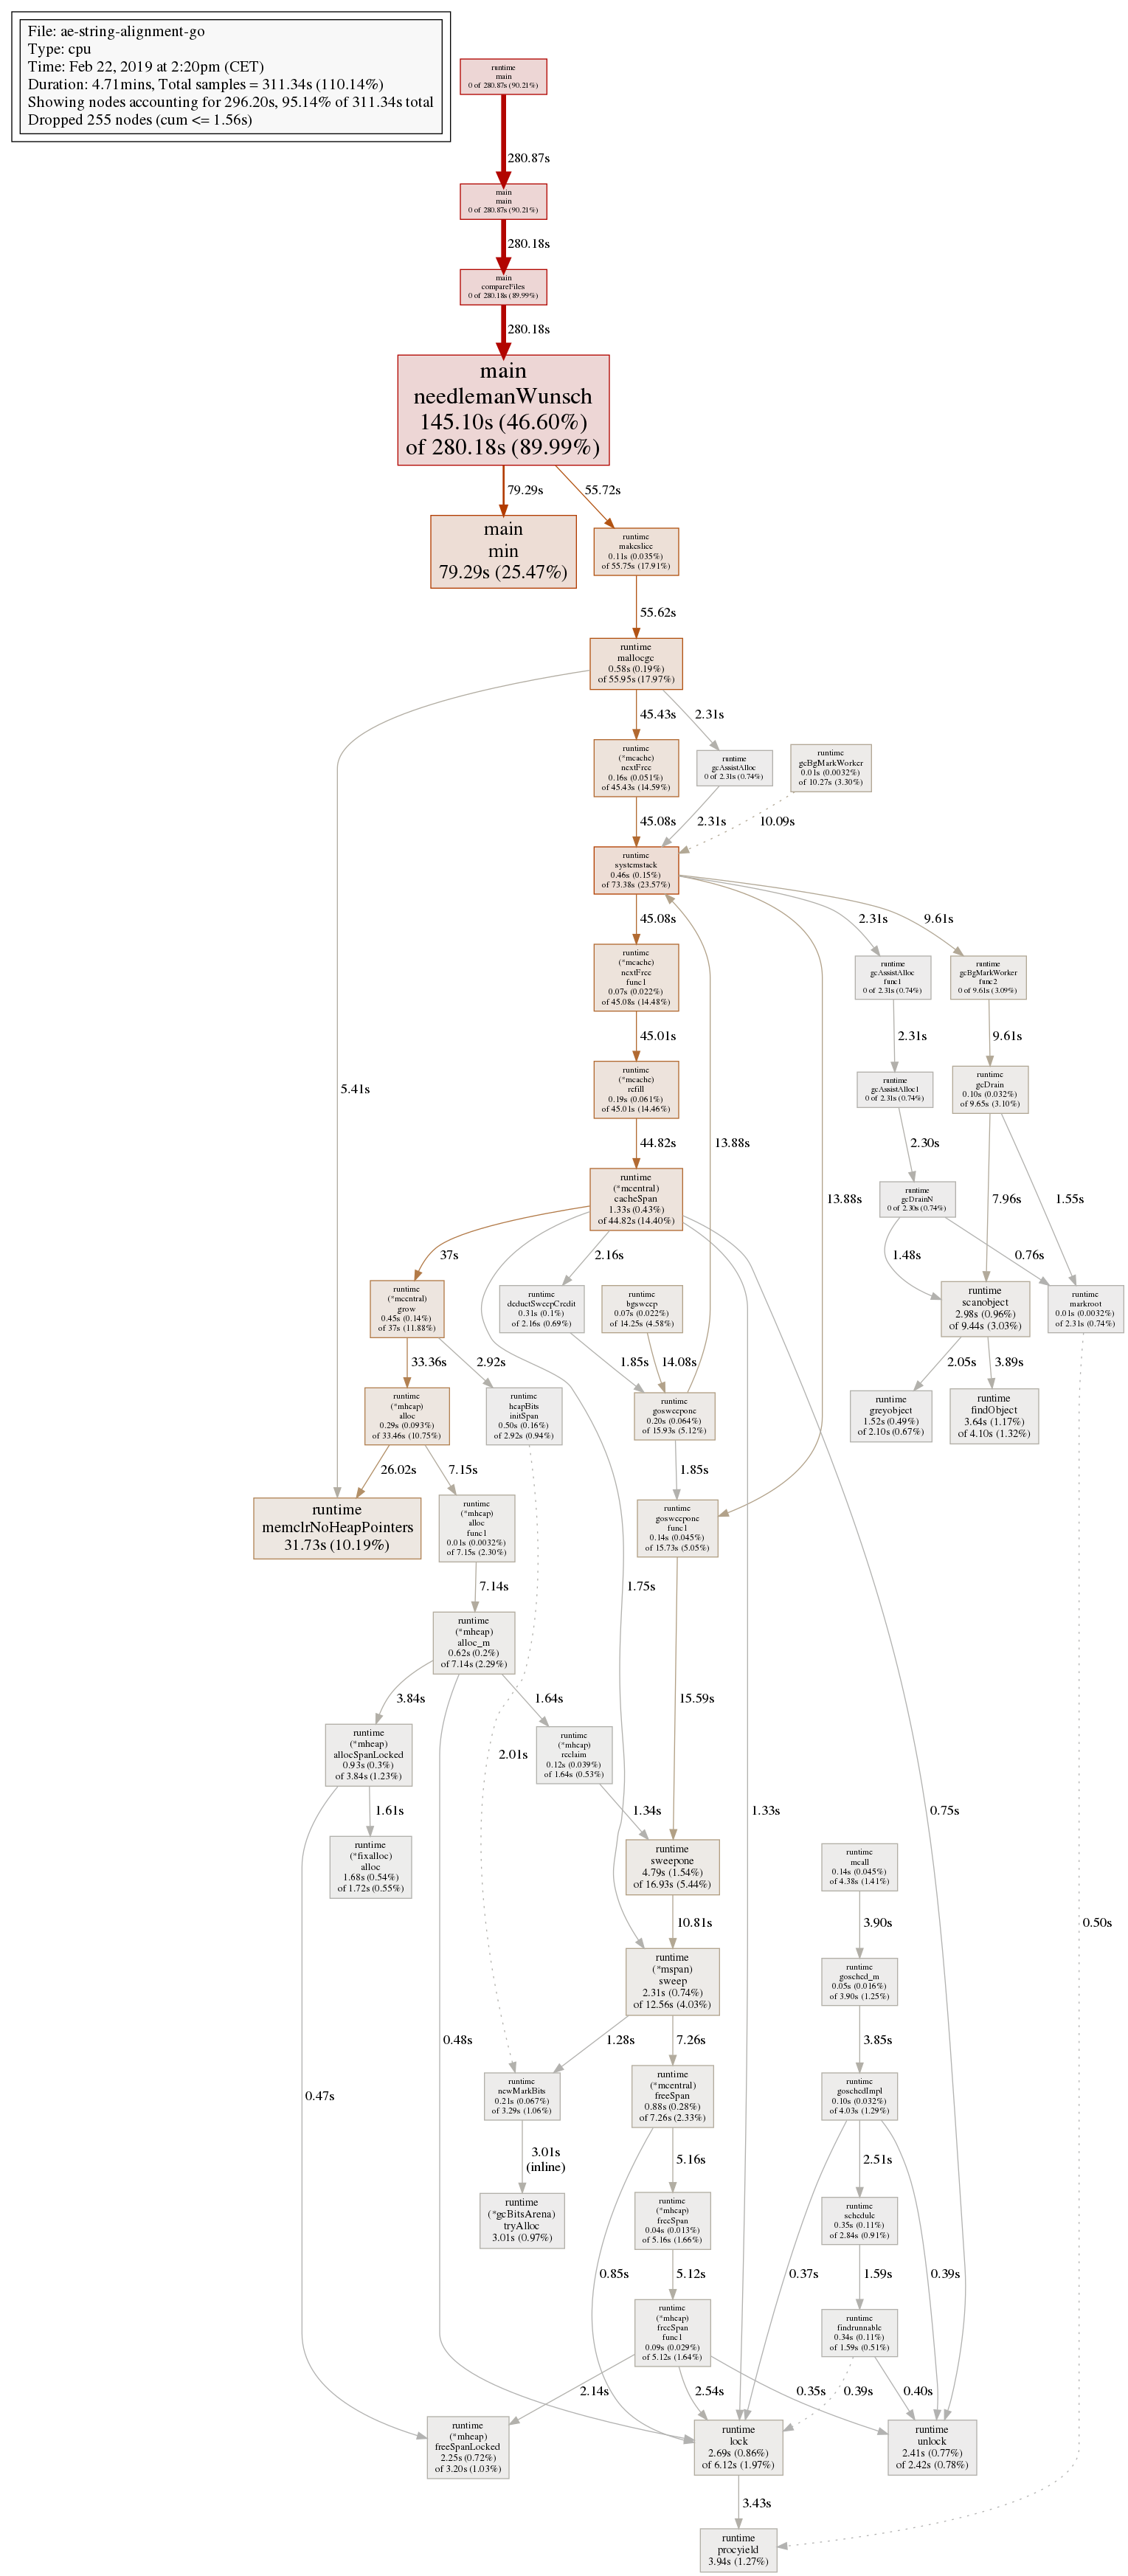 File: ae-string-alignment-go
Type: cpu
Time: Feb 22, 2019 at 2:20pm (CET)
Duration: 4.71mins, Total samples = 311.34s (110.14%)
Showing nodes accounting for 296.20s, 95.14% of 311.34s total
Dropped 255 nodes (cum <= 1.56s)
runtime
main
0 of 280.87s (90.21%)
280.87s
main
main
0 of 280.87s (90.21%)
280.18s
main
compareFiles
0 of 280.18s (89.99%)
280.18s
main
needlemanWunsch
145.10s (46.60%)
of 280.18s (89.99%)
79.29s
55.72s
main
min
79.29s (25.47%)
runtime
makeslice
0.11s (0.035%)
of 55.75s (17.91%)
55.62s
runtime
mallocgc
0.58s (0.19%)
of 55.95s (17.97%)
45.43s
2.31s
runtime
(*mcache)
nextFree
0.16s (0.051%)
of 45.43s (14.59%)
runtime
gcAssistAlloc
0 of 2.31s (0.74%)
runtime
gcBgMarkWorker
0.01s (0.0032%)
of 10.27s (3.30%)
45.08s
2.31s
10.09s
runtime
systemstack
0.46s (0.15%)
of 73.38s (23.57%)
45.08s
2.31s
9.61s
runtime
(*mcache)
nextFree
func1
0.07s (0.022%)
of 45.08s (14.48%)
runtime
gcAssistAlloc
func1
0 of 2.31s (0.74%)
runtime
gcBgMarkWorker
func2
0 of 9.61s (3.09%)
45.01s
2.31s
9.61s
5.41s
runtime
(*mcache)
refill
0.19s (0.061%)
of 45.01s (14.46%)
runtime
gcAssistAlloc1
0 of 2.31s (0.74%)
runtime
gcDrain
0.10s (0.032%)
of 9.65s (3.10%)
44.82s
13.88s
2.30s
runtime
(*mcentral)
cacheSpan
1.33s (0.43%)
of 44.82s (14.40%)
13.88s
runtime
gcDrainN
0 of 2.30s (0.74%)
7.96s
1.55s
37s
2.16s
1.48s
0.76s
runtime
(*mcentral)
grow
0.45s (0.14%)
of 37s (11.88%)
runtime
deductSweepCredit
0.31s (0.1%)
of 2.16s (0.69%)
runtime
bgsweep
0.07s (0.022%)
of 14.25s (4.58%)
runtime
scanobject
2.98s (0.96%)
of 9.44s (3.03%)
runtime
markroot
0.01s (0.0032%)
of 2.31s (0.74%)
33.36s
2.92s
1.85s
14.08s
2.05s
3.89s
runtime
(*mheap)
alloc
0.29s (0.093%)
of 33.46s (10.75%)
runtime
heapBits
initSpan
0.50s (0.16%)
of 2.92s (0.94%)
runtime
gosweepone
0.20s (0.064%)
of 15.93s (5.12%)
runtime
greyobject
1.52s (0.49%)
of 2.10s (0.67%)
runtime
findObject
3.64s (1.17%)
of 4.10s (1.32%)
26.02s
7.15s
1.85s
runtime
memclrNoHeapPointers
31.73s (10.19%)
runtime
(*mheap)
alloc
func1
0.01s (0.0032%)
of 7.15s (2.30%)
runtime
gosweepone
func1
0.14s (0.045%)
of 15.73s (5.05%)
7.14s
1.75s
runtime
(*mheap)
alloc_m
0.62s (0.2%)
of 7.14s (2.29%)
3.84s
1.64s
15.59s
runtime
(*mheap)
allocSpanLocked
0.93s (0.3%)
of 3.84s (1.23%)
2.01s
runtime
(*mheap)
reclaim
0.12s (0.039%)
of 1.64s (0.53%)
1.61s
1.34s
1.33s
0.75s
runtime
(*fixalloc)
alloc
1.68s (0.54%)
of 1.72s (0.55%)
runtime
sweepone
4.79s (1.54%)
of 16.93s (5.44%)
runtime
mcall
0.14s (0.045%)
of 4.38s (1.41%)
10.81s
3.90s
0.50s
runtime
(*mspan)
sweep
2.31s (0.74%)
of 12.56s (4.03%)
runtime
gosched_m
0.05s (0.016%)
of 3.90s (1.25%)
0.48s
1.28s
7.26s
3.85s
0.47s
runtime
newMarkBits
0.21s (0.067%)
of 3.29s (1.06%)
runtime
(*mcentral)
freeSpan
0.88s (0.28%)
of 7.26s (2.33%)
runtime
goschedImpl
0.10s (0.032%)
of 4.03s (1.29%)
3.01s
(inline)
5.16s
2.51s
runtime
(*gcBitsArena)
tryAlloc
3.01s (0.97%)
runtime
(*mheap)
freeSpan
0.04s (0.013%)
of 5.16s (1.66%)
runtime
schedule
0.35s (0.11%)
of 2.84s (0.91%)
0.85s
5.12s
0.37s
1.59s
0.39s
runtime
(*mheap)
freeSpan
func1
0.09s (0.029%)
of 5.12s (1.64%)
runtime
findrunnable
0.34s (0.11%)
of 1.59s (0.51%)
2.14s
2.54s
0.35s
0.39s
0.40s
runtime
(*mheap)
freeSpanLocked
2.25s (0.72%)
of 3.20s (1.03%)
runtime
lock
2.69s (0.86%)
of 6.12s (1.97%)
runtime
unlock
2.41s (0.77%)
of 2.42s (0.78%)
3.43s
runtime
procyield
3.94s (1.27%)